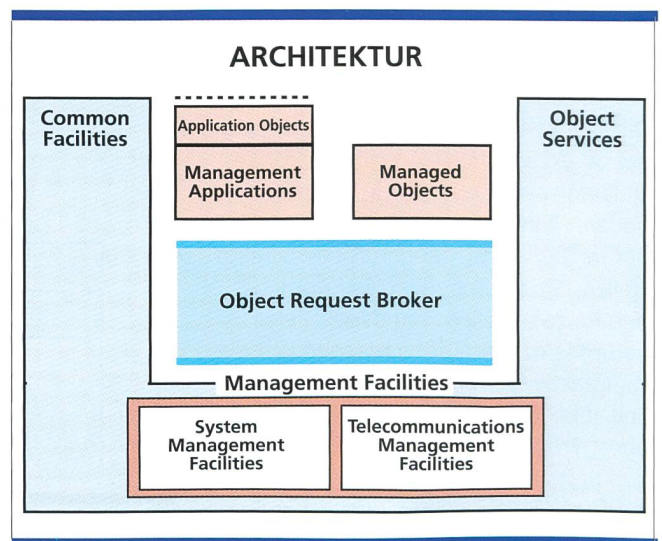 ARCHITEKTUR
Common
Facilities
Application Objects
Management
Applications
Managed
Objects
Object
Services
Object Request Broker
Management Facilities
System
Management
Facilities
Telecommunications
Management
Facilities